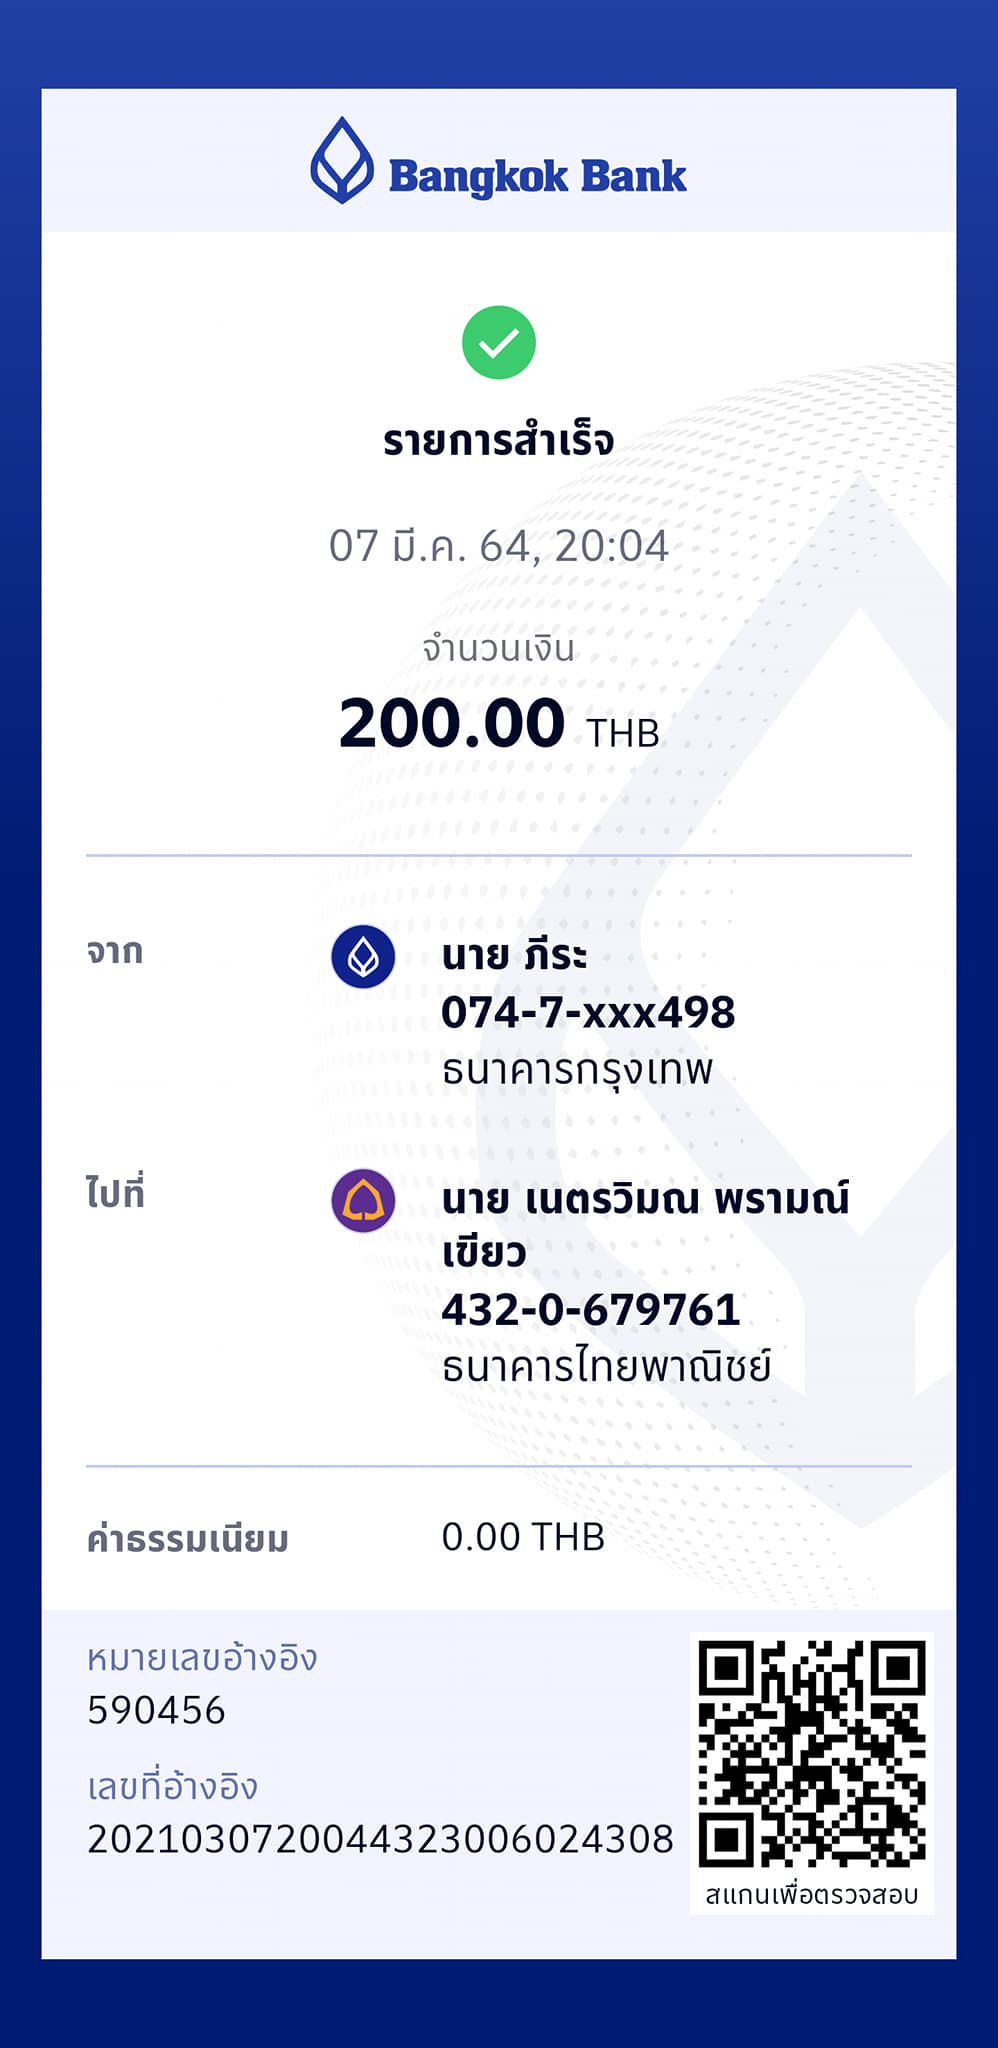 Bangkok Bank
รายการสำเร็จ
07 มี.ค. 64, 20:04
จำนวนเงิน
200.00 THB
จาก
นาย ภีระ
074-7-xxx498
ธนาคารกรุงเทพ
ไปที่
นาย เนตรวิมณ พรามณ์
เขียว
432-0-679761
ธนาคารไทยพาณิชย์
ค่าธรรมเนียม 0.00 THB
หมายเลขอ้างอิง
590456
เลขที่อ้างอิง
2021030720044323006024308
สแกนเพื่อตรวจสอบ